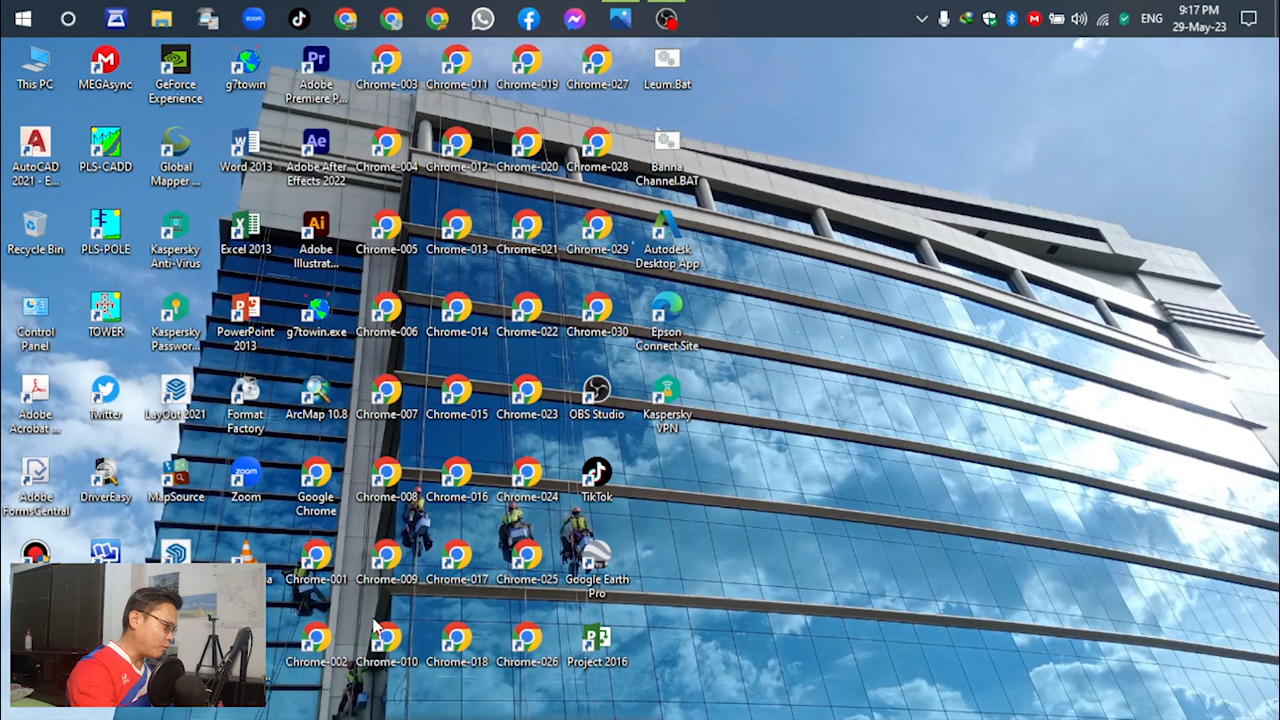 zoom
ENG
9:17 PM
29-May-23
This PC
MEGAsync
GeForce
Experience
g7towin
Adobe
Premiere P...
Chrome-003
Chrome-011
Chrome-019
Chrome-027
Leum.Bat
AutoCAD
2021 - E...
PLS-CADD
Global
Mapper ...
Word 2013
Adobe After
Effects 2022
Chrome-004
Chrome-012
Chrome-020
Chrome-028
Banna
Channel.BAT
Recycle Bin
PLS-POLE
Kaspersky
Anti-Virus
Excel 2013
Adobe
Illustrat...
Chrome-005
Chrome-013
Chrome-021
Chrome-029
Autodesk
Desktop App
Control
Panel
TOWER
Kaspersky
Passwor...
PowerPoint
2013
g7towin.exe
Chrome-006
Chrome-014
Chrome-022
Chrome-030
Epson
Connect Site
Adobe
Acrobat ...
Twitter
LayOut 2021
Format
Factory
ArcMap 10.8
Chrome-007
Chrome-015
Chrome-023
OBS Studio
Kaspersky
VPN
Adobe
FormsCentral
DriverEasy
MapSource
zoom
Zoom
Google
Chrome
Chrome-008
Chrome-016
Chrome-024
TikTok
Chrome-001
Chrome-009
Chrome-017
Chrome-025
Google Earth
Pro
Chrome-002
Chrome-010
Chrome-018
Chrome-026
Project 2016